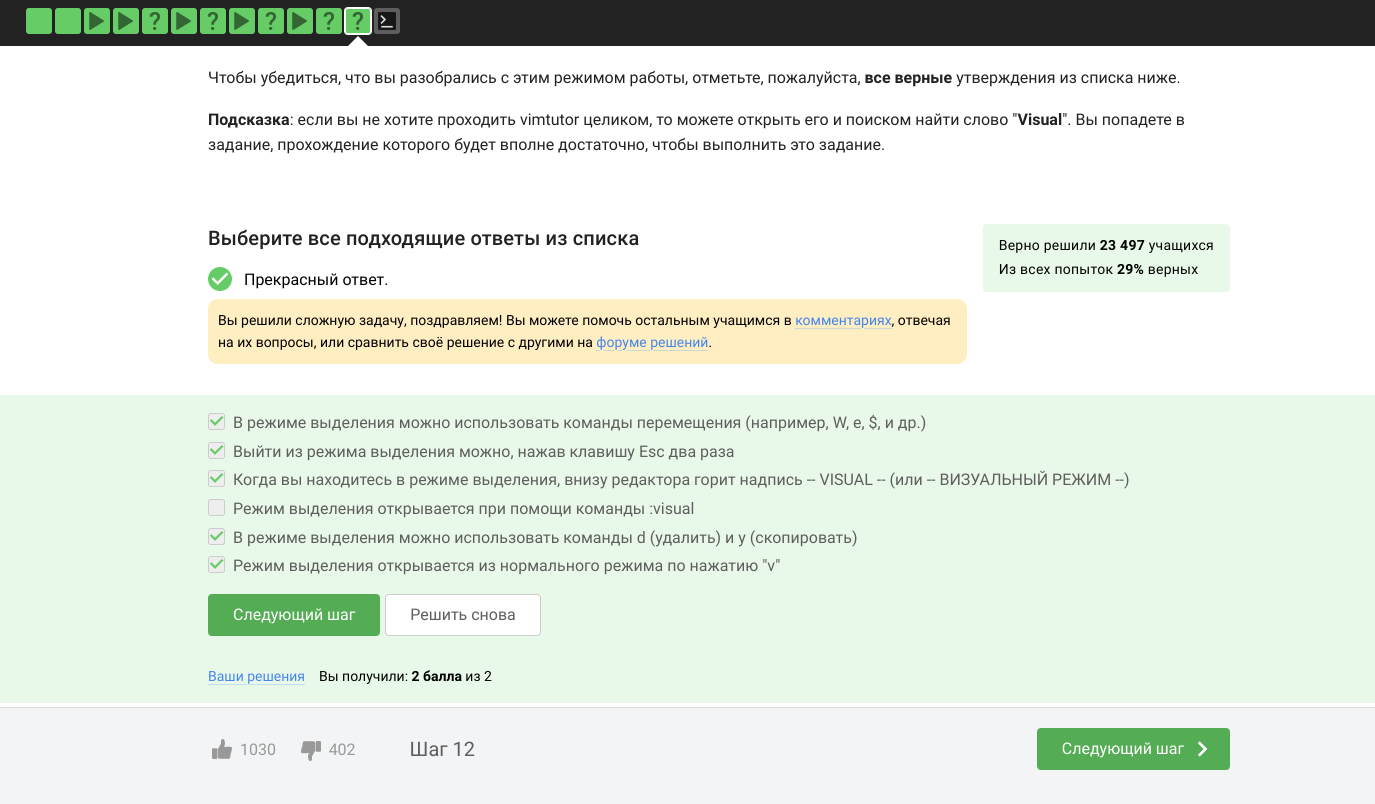 Чтобы убедиться, что вы разобрались с этим режимом работы, отметьте, пожалуйста, все верные утверждения из списка ниже.
Подсказка: если вы не хотите проходить vimtutor целиком, то можете открыть его и поиском найти слово "Visual". Вы попадете в
задание, прохождение которого будет вполне достаточно, чтобы выполнить это задание.
Выберите все подходящие ответы из списка
Верно решили 23 497 учащихся
Из всех попыток 29% верных
Прекрасный ответ.
Вы решили сложную задачу, поздравляем! Вы можете помочь остальным учащимся в комментариях, отвечая
на их вопросы, или сравнить своё решение с другими на форуме решений.
В режиме выделения можно использовать команды перемещения (например, W, e, $, и др.)
Выйти из режима выделения можно, нажав клавишу Esc два раза
Когда вы находитесь в режиме выделения, внизу редактора горит надпись -- VISUAL -- (или -- ВИЗУАЛЬНЫЙ РЕЖИМ --)
Режим выделения открывается при помощи команды :visual
В режиме выделения можно использовать команды d (удалить) и y (скопировать)
Режим выделения открывается из нормального режима по нажатию "v"
Следующий шаг
Решить снова
Ваши решения Вы получили: 2 балла из 2
1030 402 Шаг 12
Следующий шаг